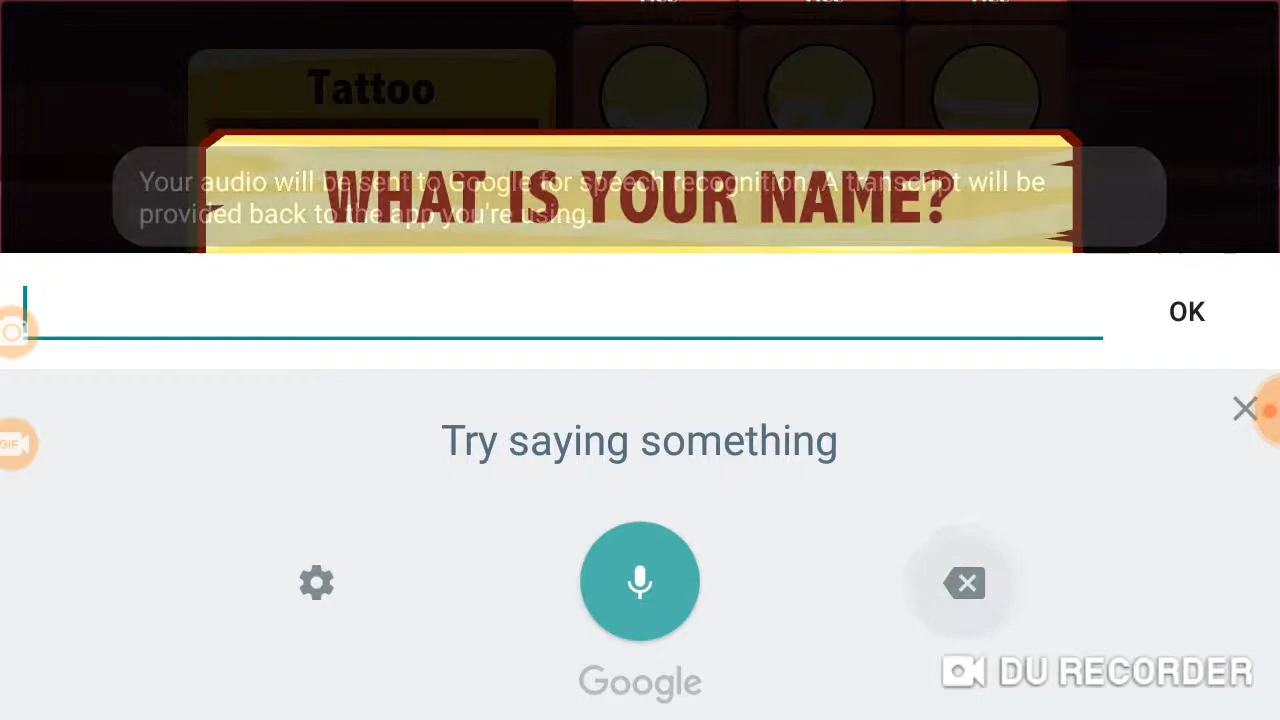 Tattoo
WHAT IS YOUR NAME?
Your audio will be sent to Google for speech recognition. A transcript will be
provided back to the app you're using.
OK
GIF
Try saying something
Google
DU RECORDER